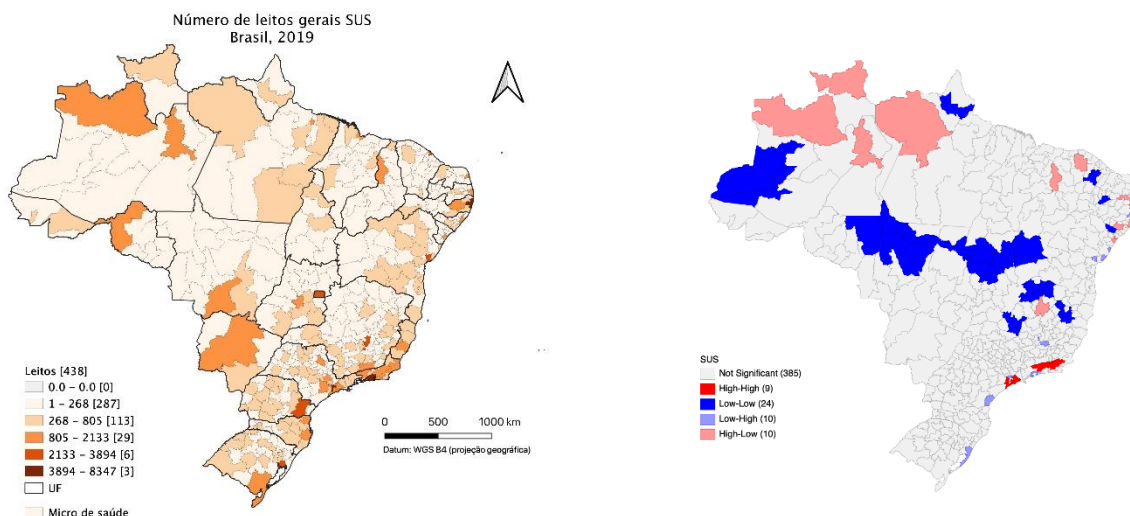 Número de leitos gerais SUS
Brasil, 2019
Leitos [438]
0.0 – 0.0 [0]
1 – 268 [287]
268 – 805 [113]
805 – 2133 [29]
2133 – 3894 [6]
3894 – 8347 [3]
UF
Micro de saúde
0 500 1000 km
Datum: WGS 84 (projeção geográfica)
SUS
Not Significant (385)
High-High (9)
Low-Low (24)
Low-High (10)
High-Low (10)